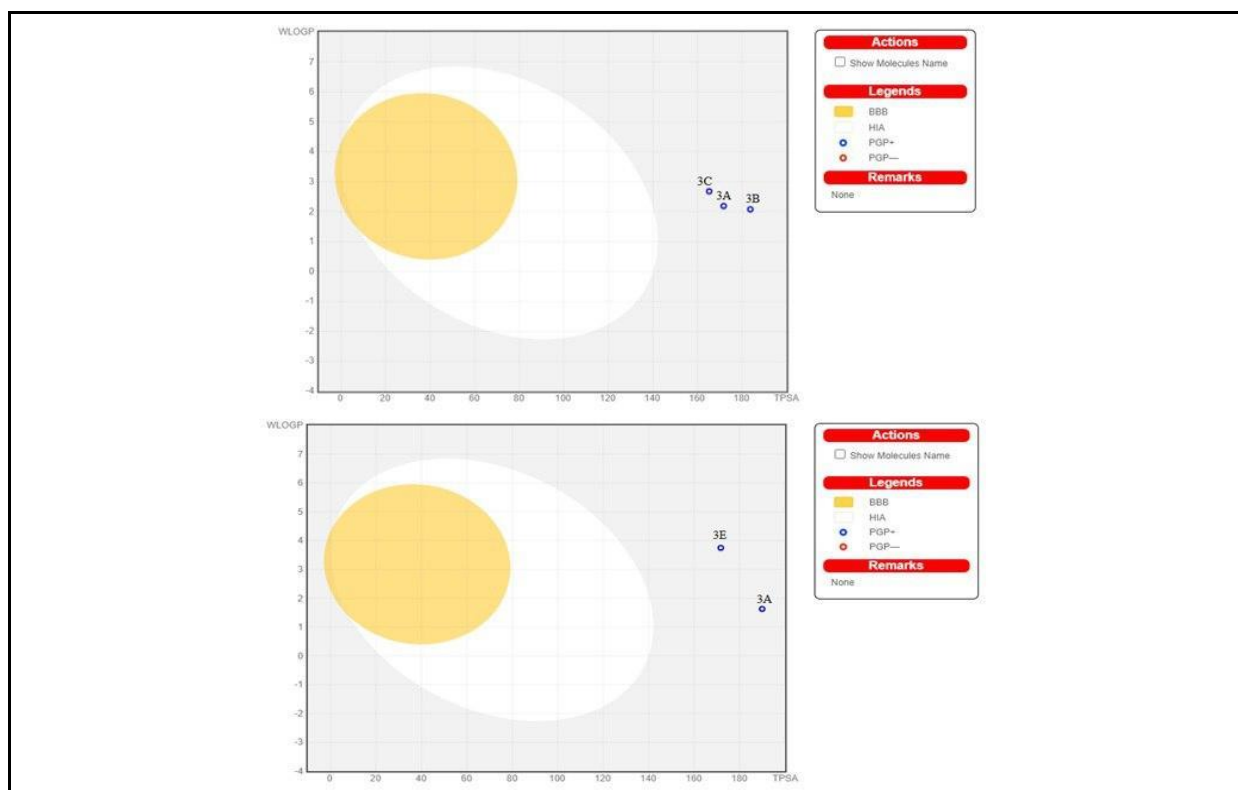 WLOGP
7
6
5
4
3
2
1
0
-1
-2
-3
-4
3C
3A
3B
0 20 40 60 80 100 120 140 160 180 TPSA
Actions
Show Molecules Name
Legends
BBB
HIA
PGP+
PGP—
Remarks
None
WLOGP
7
6
5
4
3
2
1
0
-1
-2
-3
-4
3E
3A
0 20 40 60 80 100 120 140 160 180 TPSA
Actions
Show Molecules Name
Legends
BBB
HIA
PGP+
PGP—
Remarks
None